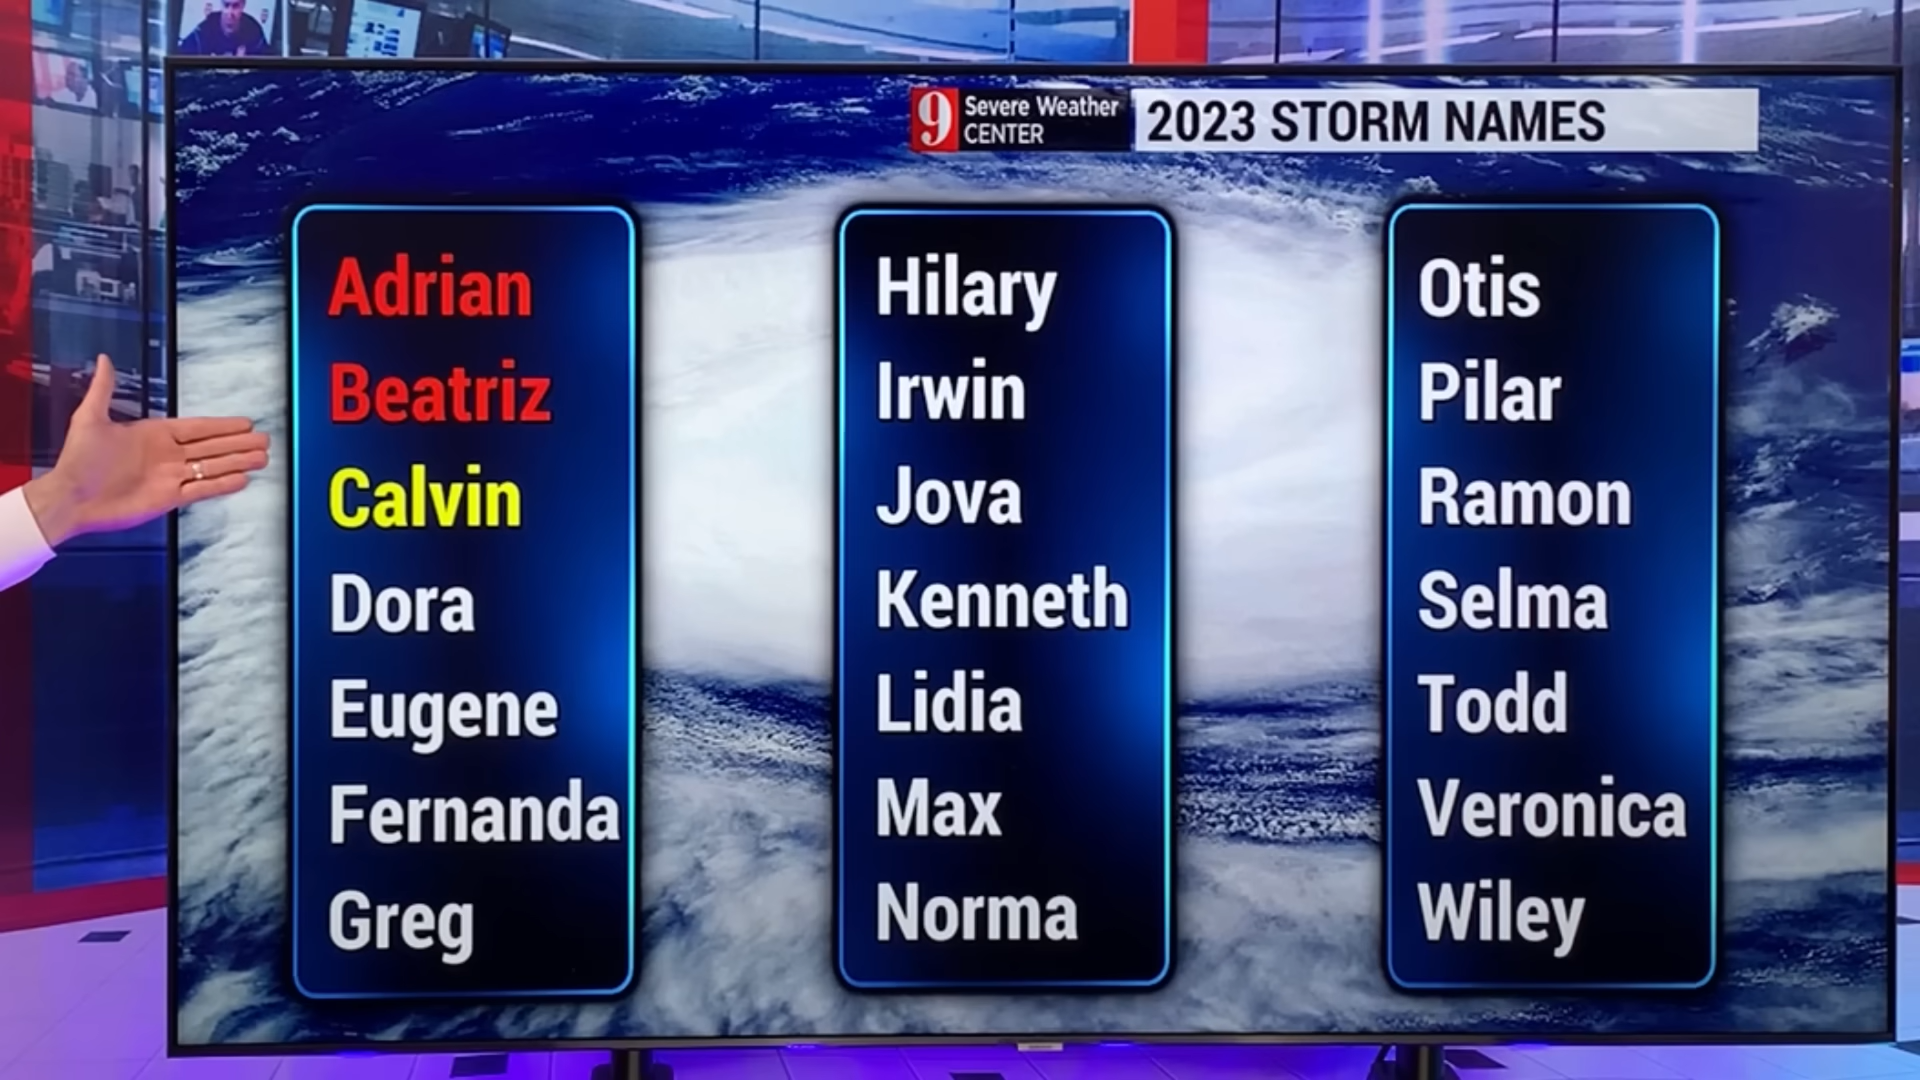 9 Severe Weather
CENTER
2023 STORM NAMES
Adrian
Beatriz
Calvin
Dora
Eugene
Fernanda
Greg
Hilary
Irwin
Jova
Kenneth
Lidia
Max
Norma
Otis
Pilar
Ramon
Selma
Todd
Veronica
Wiley